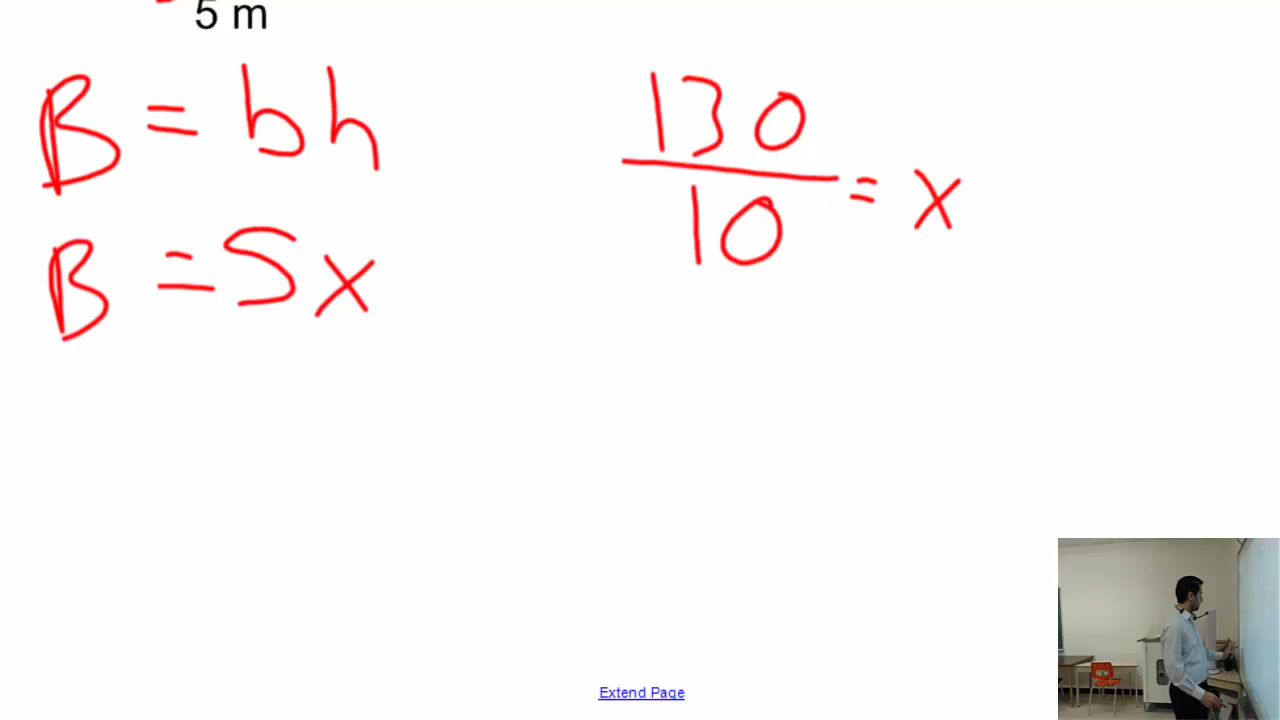 5 m
B = bh
B = 5x
130
10
= x
Extend Page